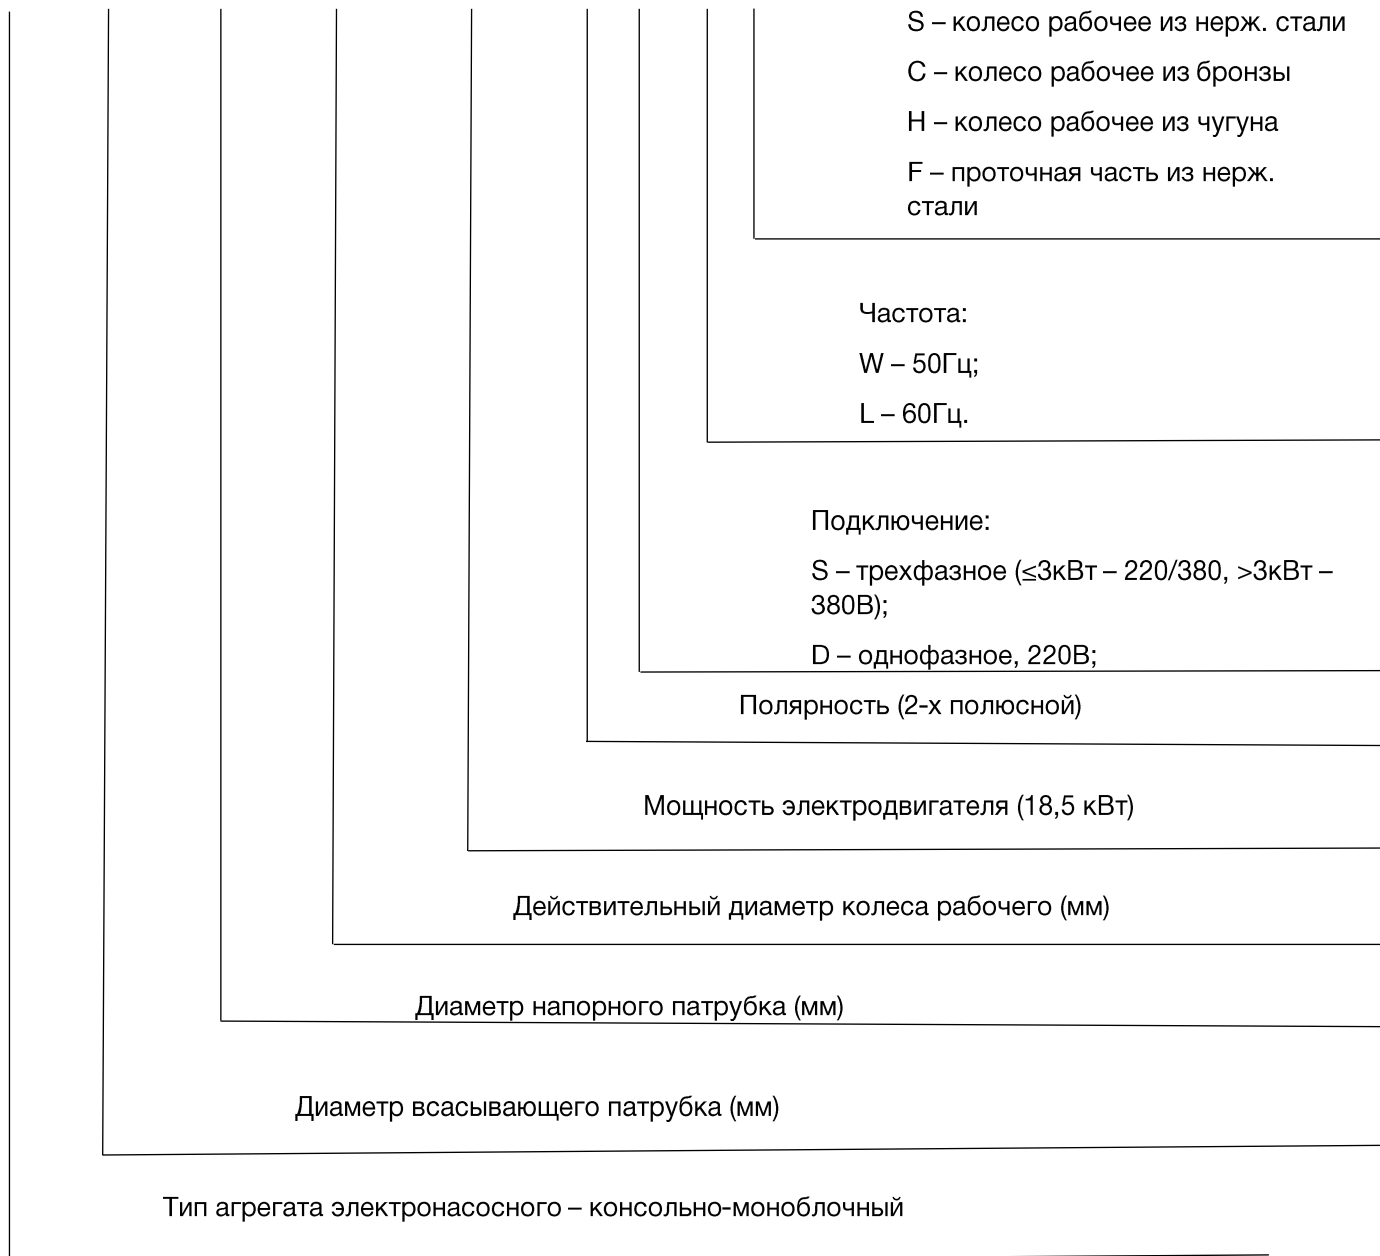 S – колесо рабочее из нерж. стали
C – колесо рабочее из бронзы
H – колесо рабочее из чугуна
F – проточная часть из нерж.
стали
Частота:
W – 50Гц;
L – 60Гц.
Подключение:
S – трехфазное (≤3кВт – 220/380, >3кВт –
380В);
D – однофазное, 220В;
Полярность (2-х полюсной)
Мощность электродвигателя (18,5 кВт)
Действительный диаметр колеса рабочего (мм)
Диаметр напорного патрубка (мм)
Диаметр всасывающего патрубка (мм)
Тип агрегата электронасосного – консольно-моноблочный